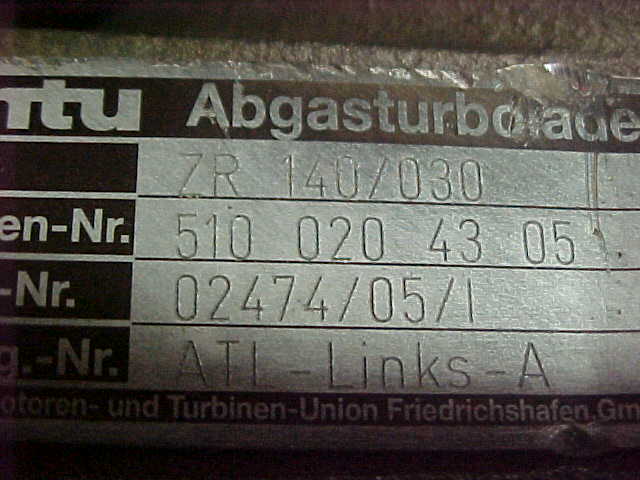 mtu Abgasturbolade
ZR 140/030
en-Nr. 510 020 43 05
-Nr. 02474/05/1
g.-Nr. ATL-Links-A
otoren- und Turbinen-Union Friedrichshafen Gm